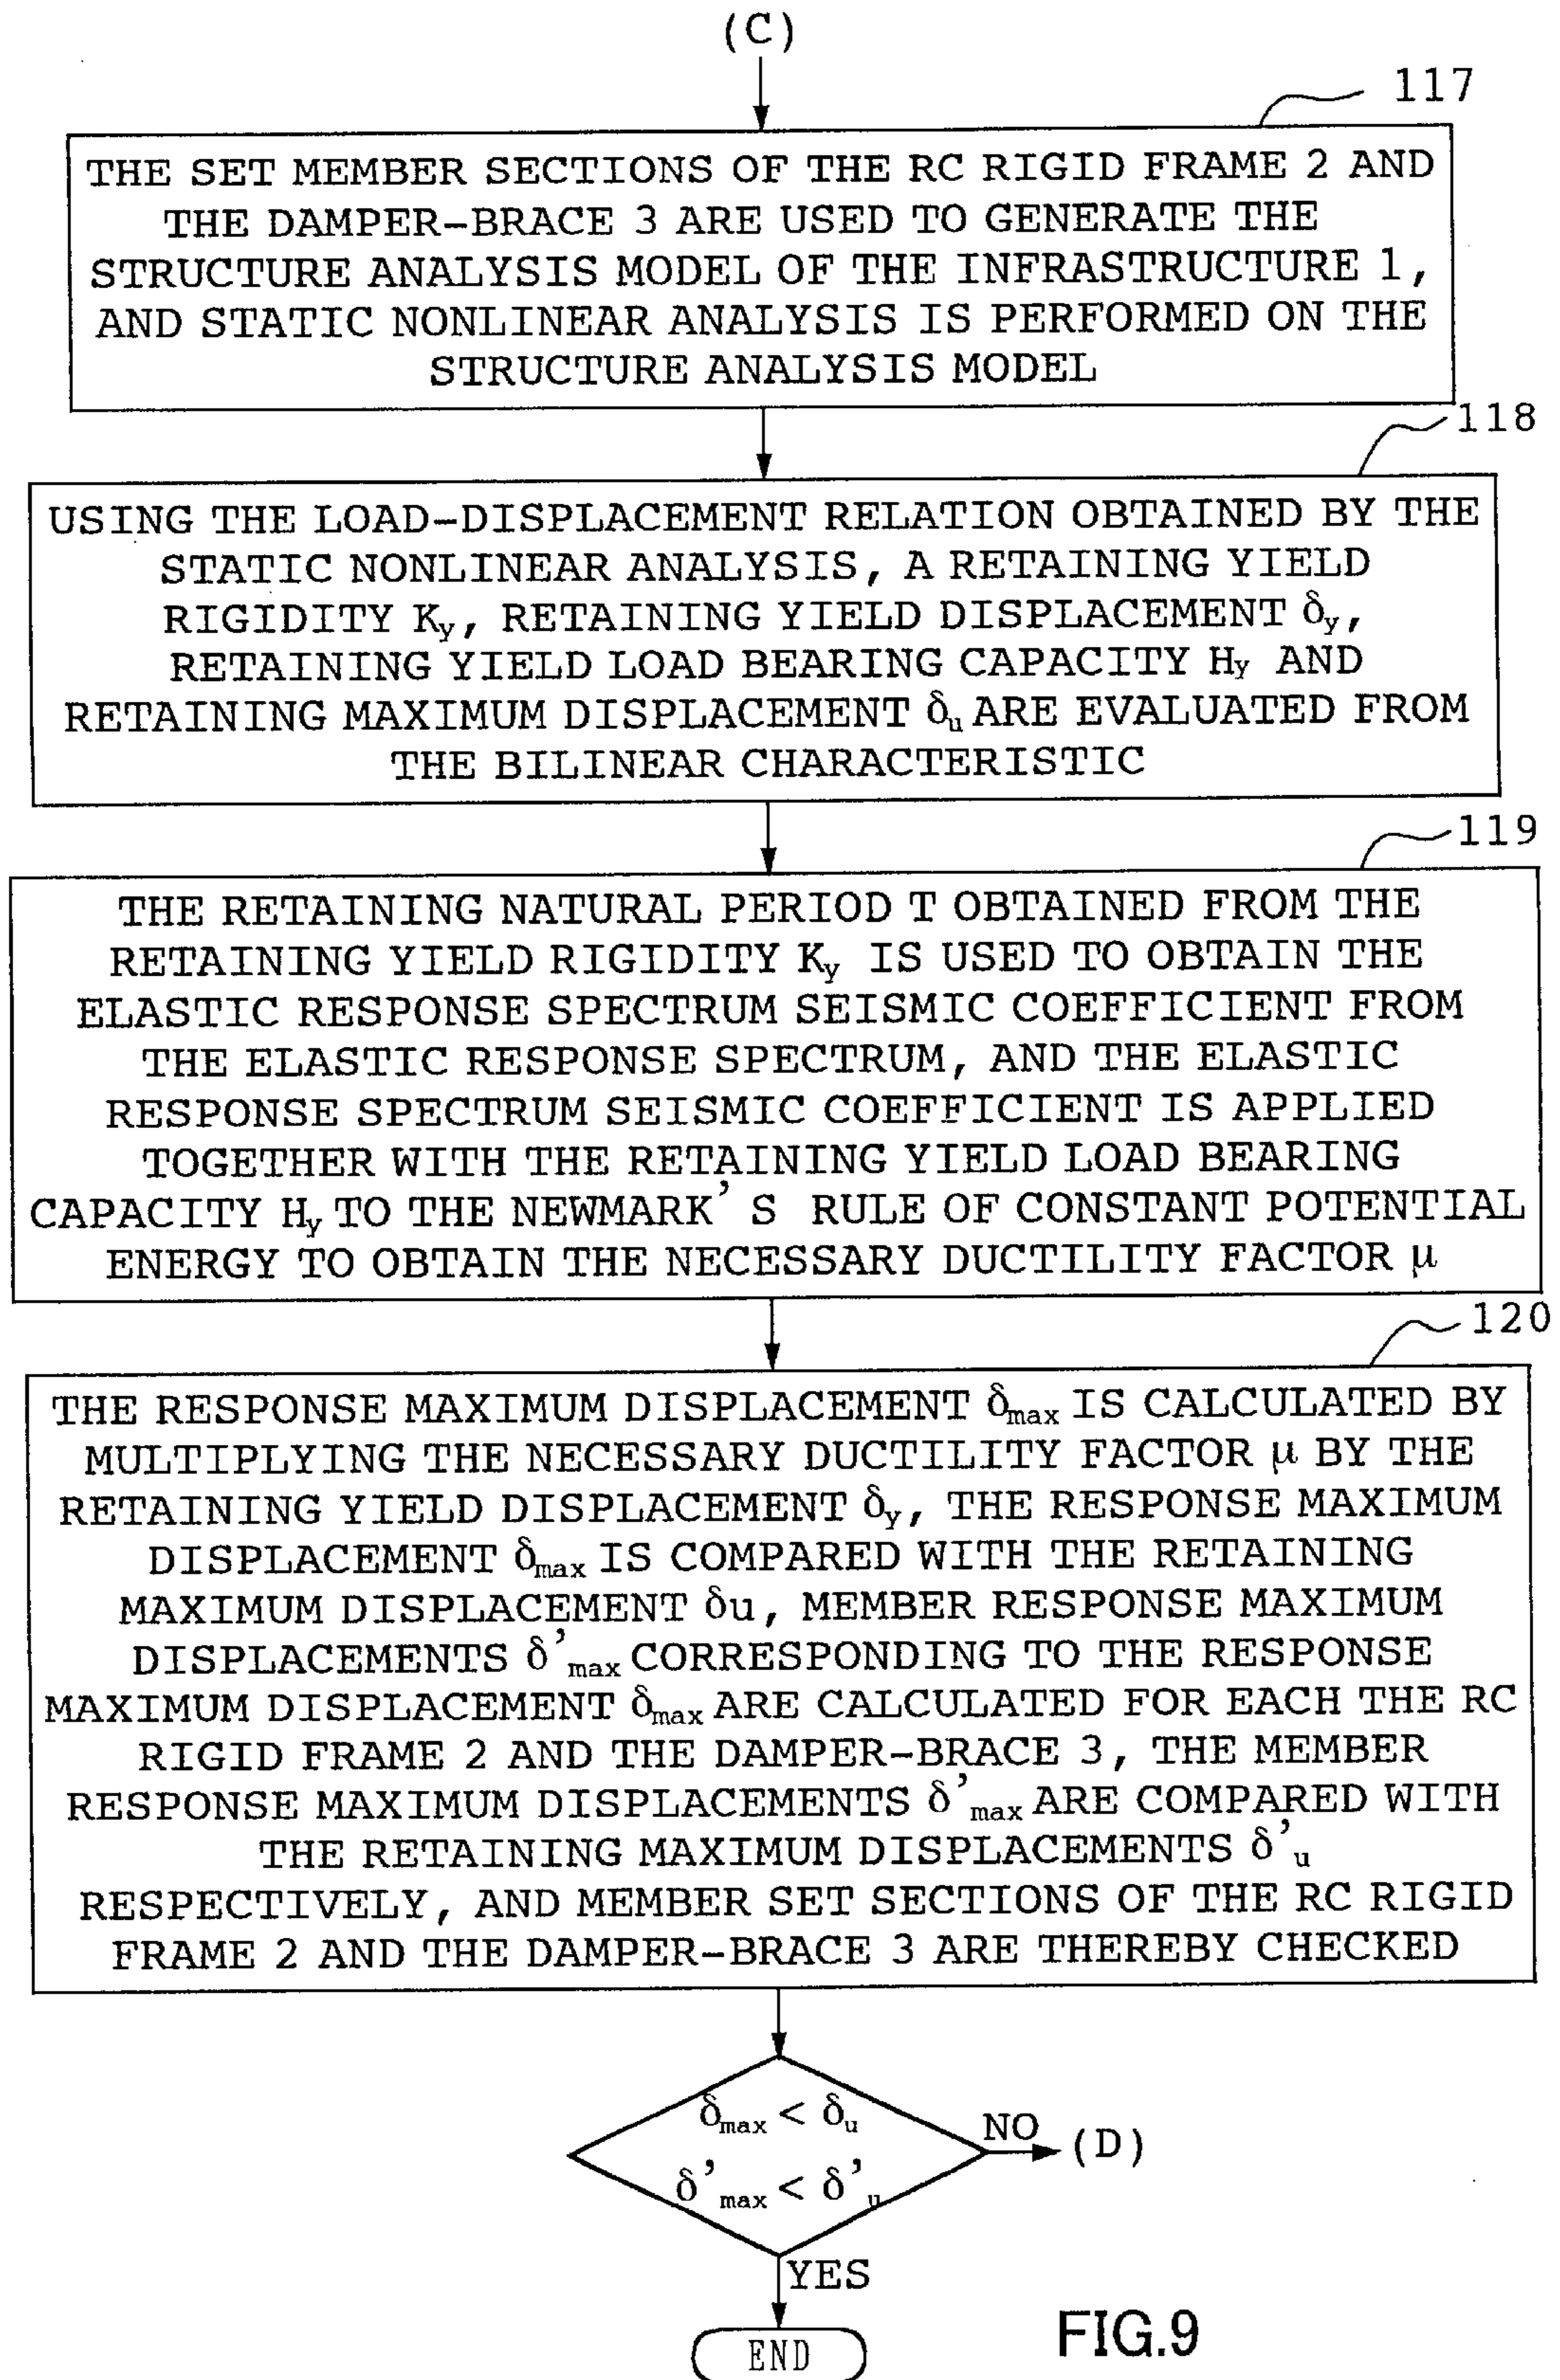 (C)
117
THE SET MEMBER SECTIONS OF THE RC RIGID FRAME 2 AND
THE DAMPER-BRACE 3 ARE USED TO GENERATE THE
STRUCTURE ANALYSIS MODEL OF THE INFRASTRUCTURE 1,
AND STATIC NONLINEAR ANALYSIS IS PERFORMED ON THE
STRUCTURE ANALYSIS MODEL
118
USING THE LOAD-DISPLACEMENT RELATION OBTAINED BY THE
STATIC NONLINEAR ANALYSIS, A RETAINING YIELD
RIGIDITY Ky, RETAINING YIELD DISPLACEMENT δy,
RETAINING YIELD LOAD BEARING CAPACITY Hy AND
RETAINING MAXIMUM DISPLACEMENT δu ARE EVALUATED FROM
THE BILINEAR CHARACTERISTIC
119
THE RETAINING NATURAL PERIOD T OBTAINED FROM THE
RETAINING YIELD RIGIDITY Ky IS USED TO OBTAIN THE
ELASTIC RESPONSE SPECTRUM SEISMIC COEFFICIENT FROM
THE ELASTIC RESPONSE SPECTRUM, AND THE ELASTIC
RESPONSE SPECTRUM SEISMIC COEFFICIENT IS APPLIED
TOGETHER WITH THE RETAINING YIELD LOAD BEARING
CAPACITY Hy TO THE NEWMARK' S RULE OF CONSTANT POTENTIAL
ENERGY TO OBTAIN THE NECESSARY DUCTILITY FACTOR μ
120
THE RESPONSE MAXIMUM DISPLACEMENT δmax IS CALCULATED BY
MULTIPLYING THE NECESSARY DUCTILITY FACTOR μ BY THE
RETAINING YIELD DISPLACEMENT δy, THE RESPONSE MAXIMUM
DISPLACEMENT δmax IS COMPARED WITH THE RETAINING
MAXIMUM DISPLACEMENT δu, MEMBER RESPONSE MAXIMUM
DISPLACEMENTS δ'max CORRESPONDING TO THE RESPONSE
MAXIMUM DISPLACEMENT δmax ARE CALCULATED FOR EACH THE RC
RIGID FRAME 2 AND THE DAMPER-BRACE 3, THE MEMBER
RESPONSE MAXIMUM DISPLACEMENTS δ'max ARE COMPARED WITH
THE RETAINING MAXIMUM DISPLACEMENTS δ'u
RESPECTIVELY, AND MEMBER SET SECTIONS OF THE RC RIGID
FRAME 2 AND THE DAMPER-BRACE 3 ARE THEREBY CHECKED
δmax < δu
δ'max < δ'u
NO
(D)
YES
END
FIG.9